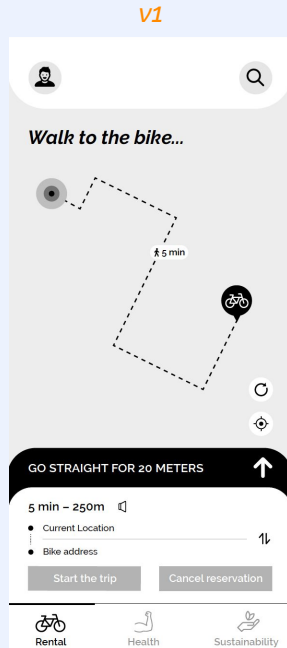 V1
Walk to the bike...
5 min
GO STRAIGHT FOR 20 METERS
5 min – 250m
Current Location
Bike address
Start the trip
Cancel reservation
Rental
Health
Sustainability